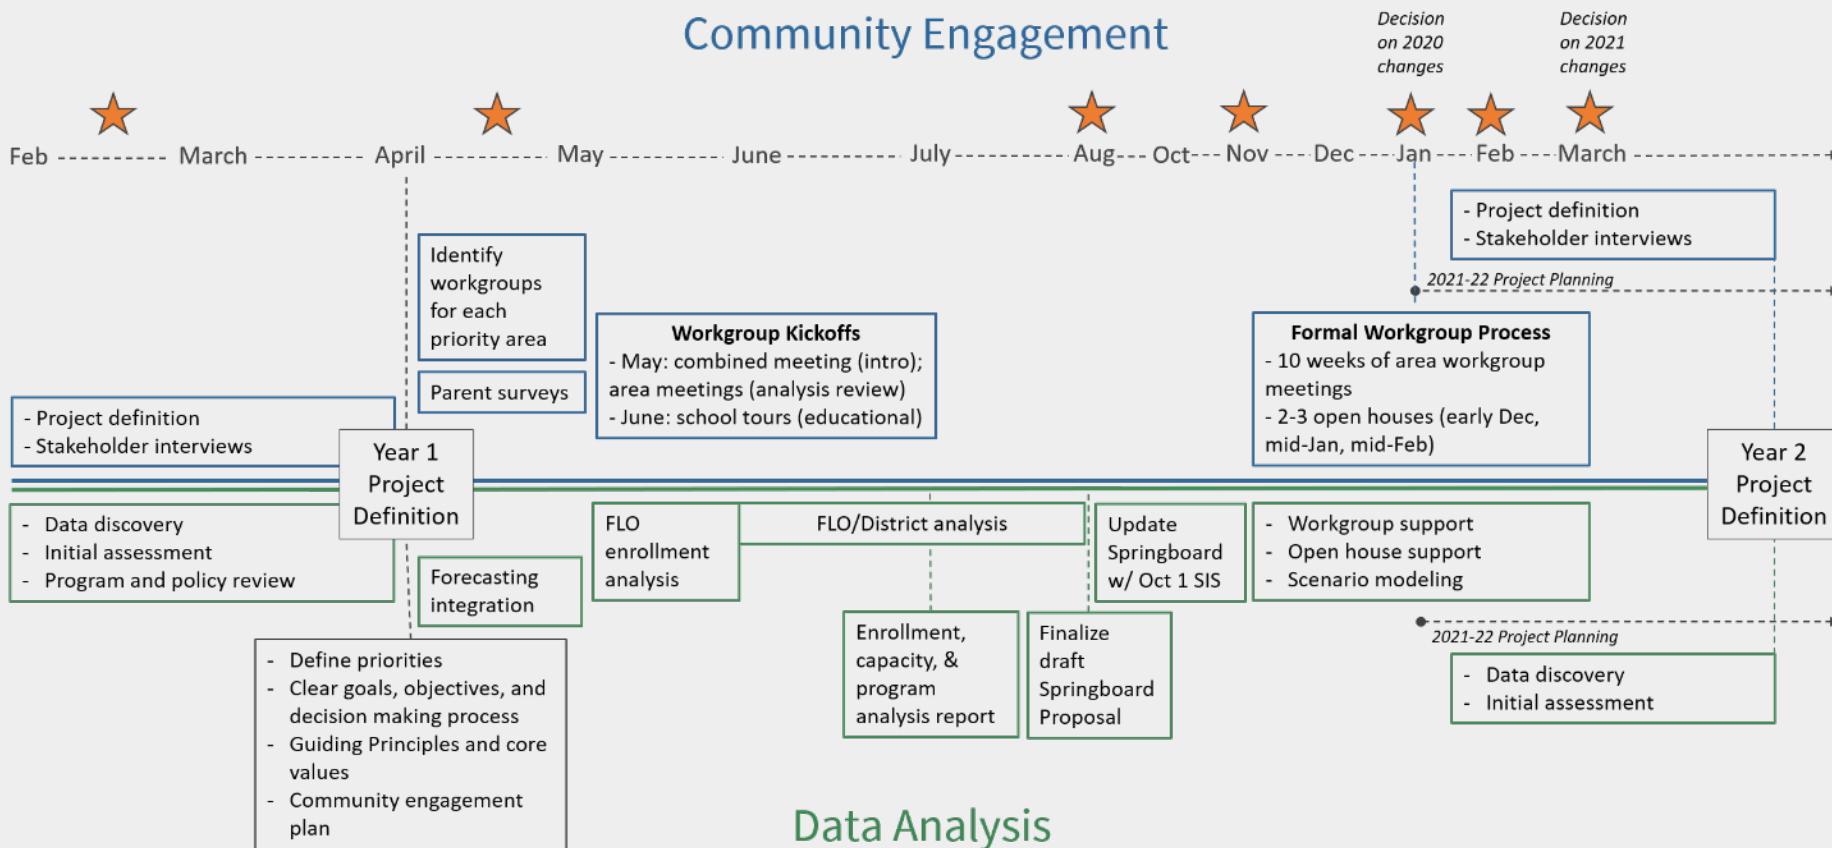 Community Engagement
Decision
on 2020
changes
Decision
on 2021
changes
Feb
March
April
May
June
July
Aug
Oct
Nov
Dec
Jan
Feb
March
- Project definition
- Stakeholder interviews
2021-22 Project Planning
Identify
workgroups
for each
priority area
Parent surveys
Workgroup Kickoffs
- May: combined meeting (intro);
area meetings (analysis review)
- June: school tours (educational)
Formal Workgroup Process
- 10 weeks of area workgroup
meetings
- 2-3 open houses (early Dec,
mid-Jan, mid-Feb)
- Project definition
- Stakeholder interviews
Year 1
Project
Definition
Year 2
Project
Definition
- Data discovery
- Initial assessment
- Program and policy review
Forecasting
integration
FLO
enrollment
analysis
FLO/District analysis
Update
Springboard
w/ Oct 1 SIS
- Workgroup support
- Open house support
- Scenario modeling
Enrollment,
capacity, &
program
analysis report
Finalize
draft
Springboard
Proposal
2021-22 Project Planning
- Data discovery
- Initial assessment
- Define priorities
- Clear goals, objectives, and
decision making process
- Guiding Principles and core
values
- Community engagement
plan
Data Analysis